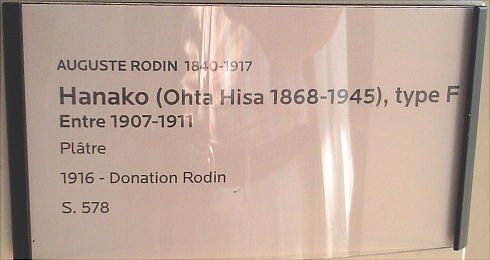 AUGUSTE RODIN 1840-1917
Hanako (Ohta Hisa 1868-1945), type F
Entre 1907-1911
Plâtre
1916 - Donation Rodin
S. 578